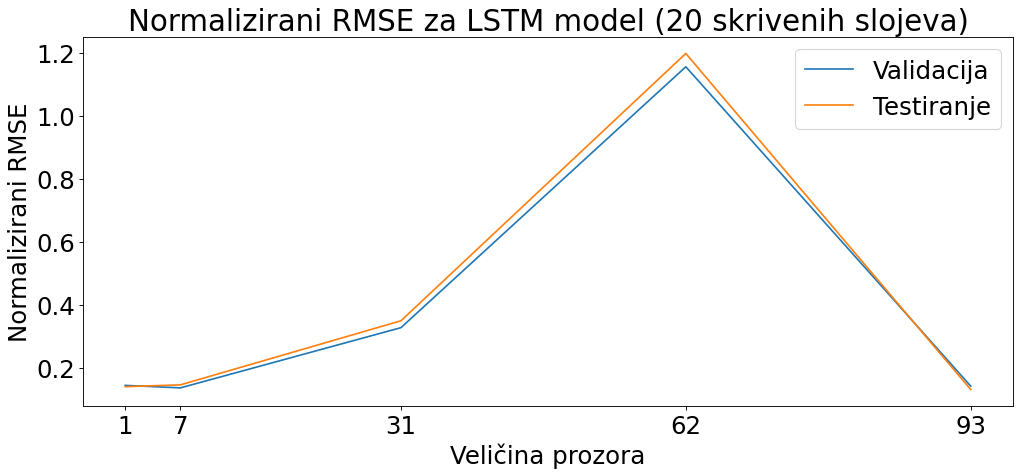 Normalizirani RMSE za LSTM model (20 skrivenih slojeva)
Normalizirani RMSE
1.2
1.0
0.8
0.6
0.4
0.2
Validacija
Testiranje
1 7 31 62 93
Veličina prozora